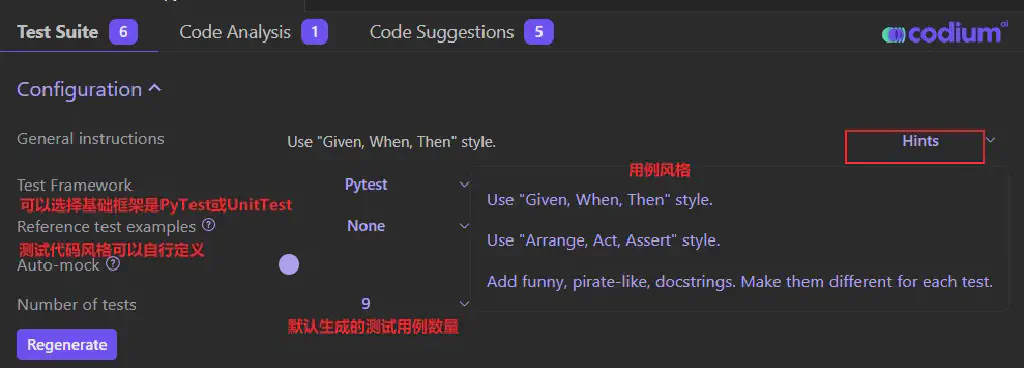 Test Suite 6 Code Analysis 1 Code Suggestions 5 codium ai
Configuration
General instructions Use "Given, When, Then" style. Hints
用例风格
Test Framework Pytest
可以选择基础框架是PyTest或UnitTest
Use "Given, When, Then" style.
Reference test examples ? None
Use "Arrange, Act, Assert" style.
测试代码风格可以自行定义
Auto-mock ?
Add funny, pirate-like, docstrings. Make them different for each test.
Number of tests 9
默认生成的测试用例数量
Regenerate